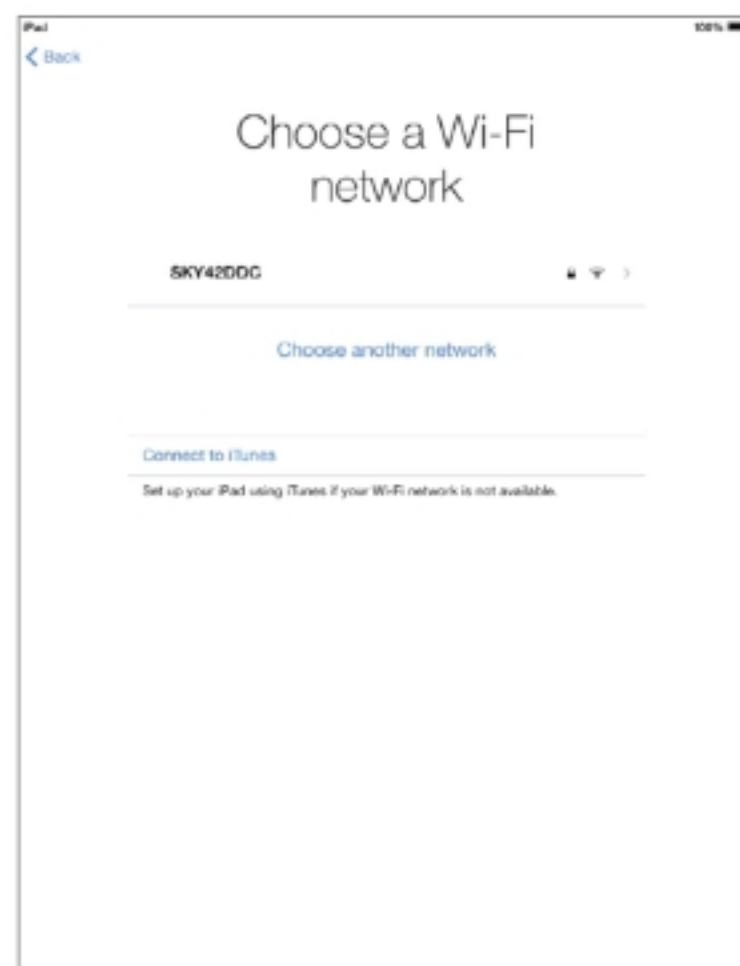 iPad
100%
Back
Choose a Wi-Fi
network
SKY42DDC
Choose another network
Connect to iTunes
Set up your iPad using iTunes if your Wi-Fi network is not available.